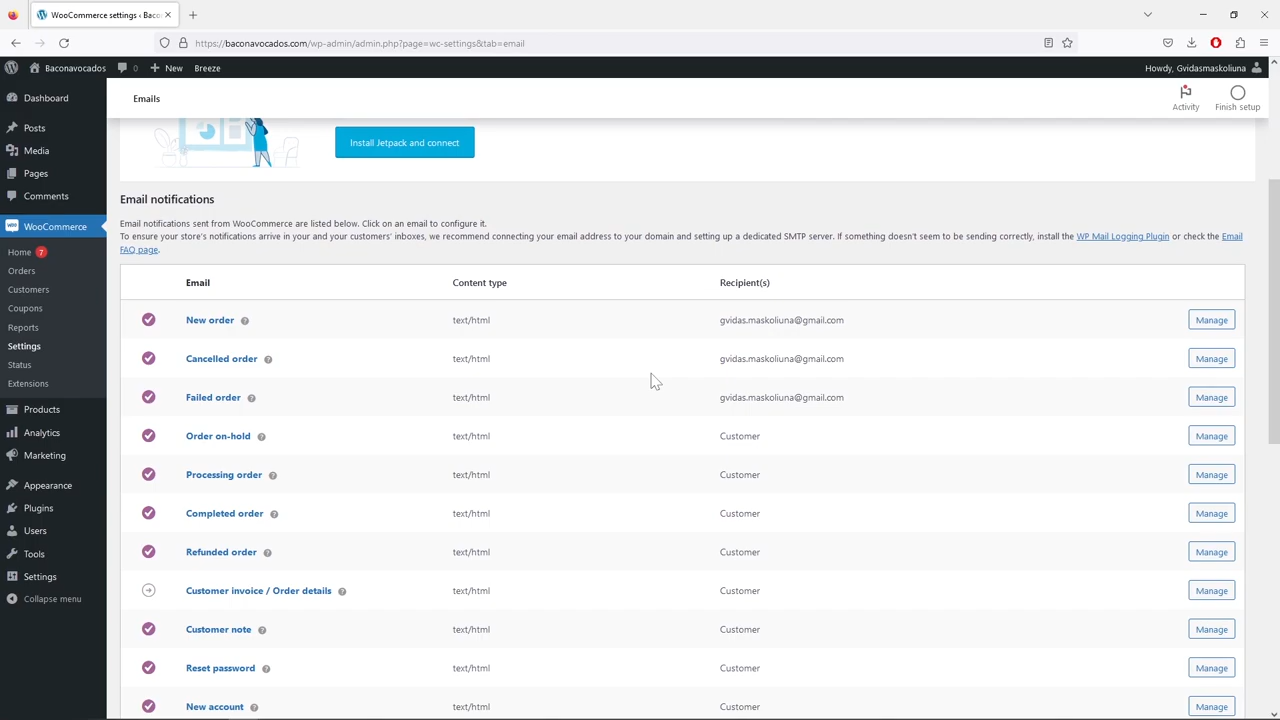 WooCommerce settings ‹ Baco
https://baconavocados.com/wp-admin/admin.php?page=wc-settings&tab=email
Baconavocados
0
New
Breeze
Howdy, Gvidasmaskoliuna
Dashboard
Posts
Media
Pages
Comments
WooCommerce
Home 7
Orders
Customers
Coupons
Reports
Settings
Status
Extensions
Products
Analytics
Marketing
Appearance
Plugins
Users
Tools
Settings
Collapse menu
Emails
Activity
Finish setup
Install Jetpack and connect
Email notifications
Email notifications sent from WooCommerce are listed below. Click on an email to configure it.
To ensure your store's notifications arrive in your and your customers' inboxes, we recommend connecting your email address to your domain and setting up a dedicated SMTP server. If something doesn't seem to be sending correctly, install the WP Mail Logging Plugin or check the Email
FAQ page.
Email Content type Recipient(s)
New order ? text/html gvidas.maskoliuna@gmail.com Manage
Cancelled order ? text/html gvidas.maskoliuna@gmail.com Manage
Failed order ? text/html gvidas.maskoliuna@gmail.com Manage
Order on-hold ? text/html Customer Manage
Processing order ? text/html Customer Manage
Completed order ? text/html Customer Manage
Refunded order ? text/html Customer Manage
Customer invoice / Order details ? text/html Customer Manage
Customer note ? text/html Customer Manage
Reset password ? text/html Customer Manage
New account ? text/html Customer Manage